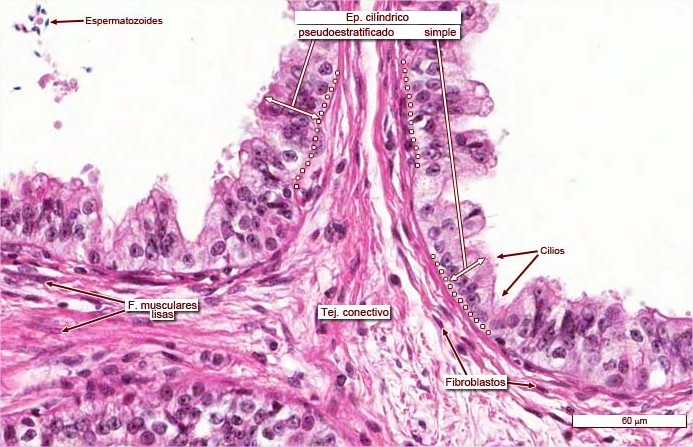 Espermatozoides
Ep. cilíndrico
pseudoestratificado simple
Cilios
F. musculares
lisas
Tej. conectivo
Fibroblastos
60 µm